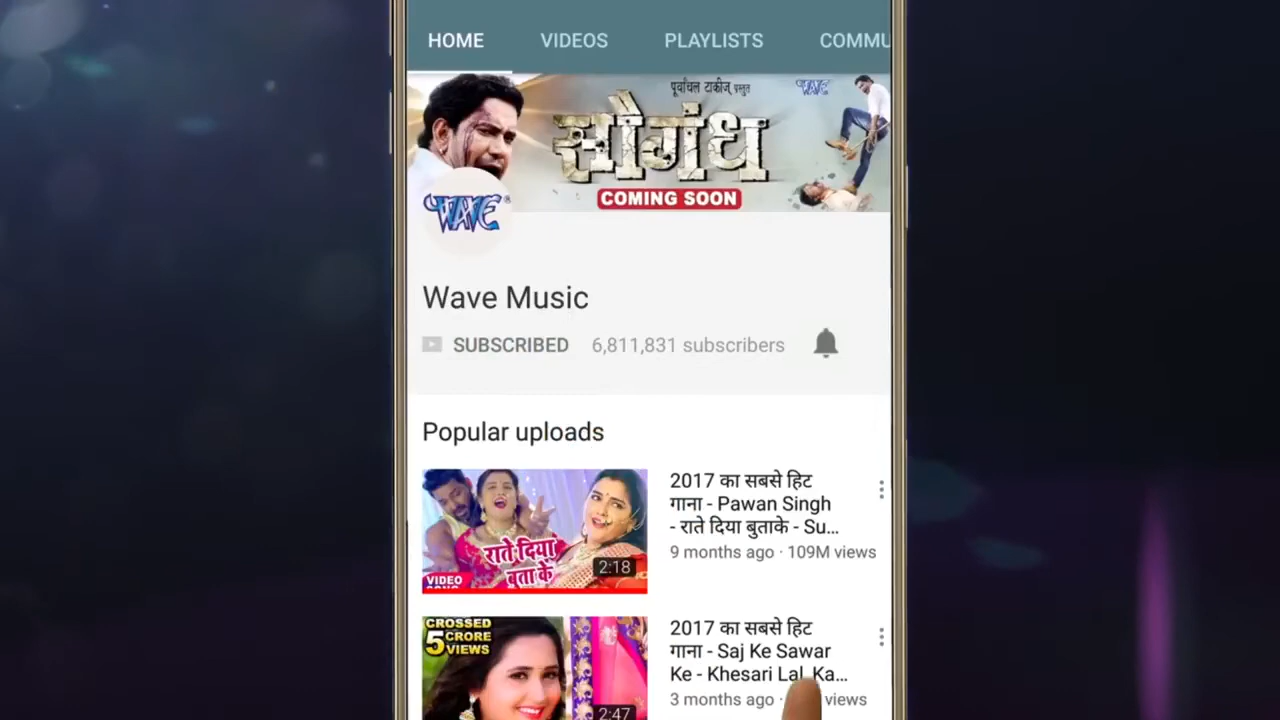 HOME VIDEOS PLAYLISTS COMMU
पूर्वांचल टाकीज् प्रस्तुत
WAVE
सौगंध
COMING SOON
WAVE
Wave Music
SUBSCRIBED 6,811,831 subscribers
Popular uploads
राते दिया
बुता के
VIDEO
SONG
2:18
2017 का सबसे हिट
गाना - Pawan Singh
- राते दिया बुताके - Su...
9 months ago · 109M views
CROSSED
5 CRORE
VIEWS
2:47
2017 का सबसे हिट
गाना - Saj Ke Sawar
Ke - Khesari Lal Ka...
3 months ago · views